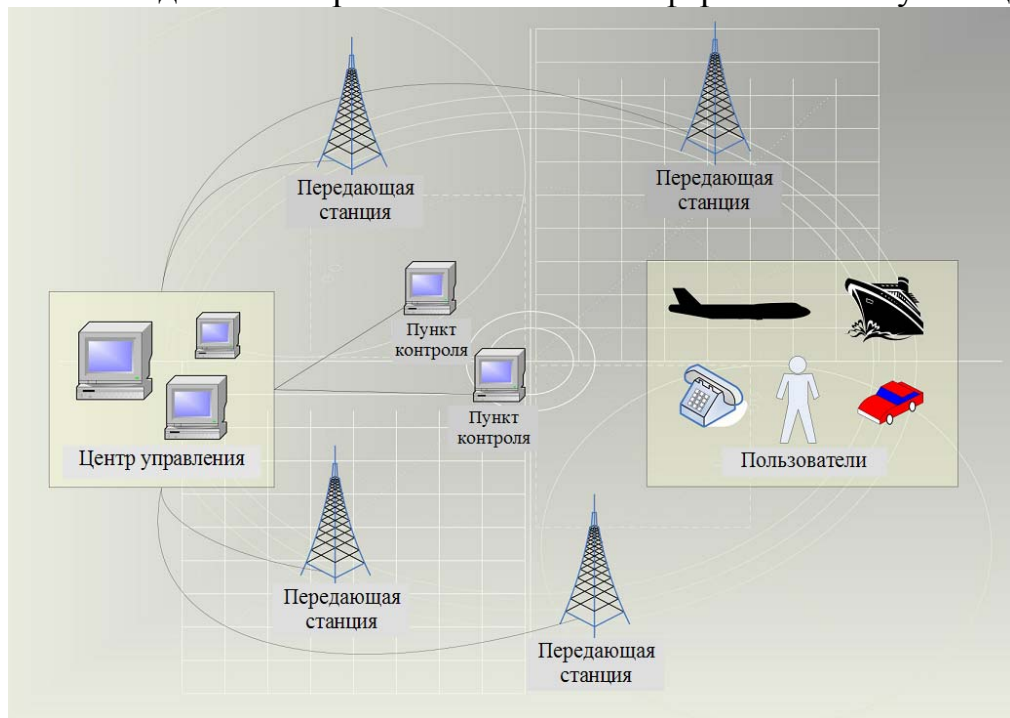 Передающая
станция
Передающая
станция
Пункт
контроля
Пункт
контроля
Центр управления
Пользователи
Передающая
станция
Передающая
станция